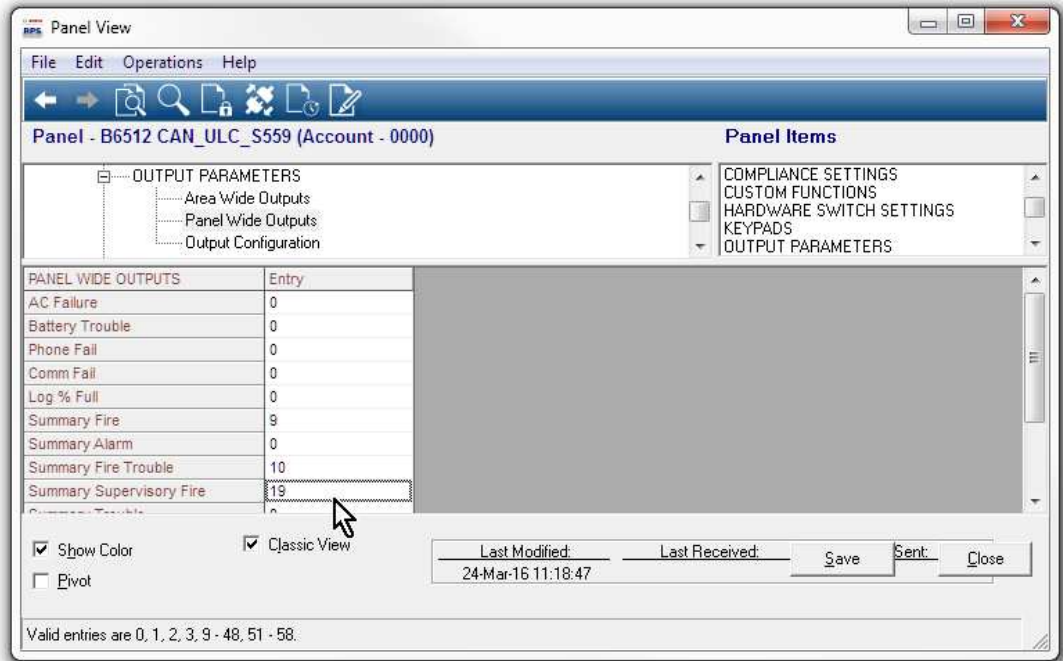 RPS Panel View
File Edit Operations Help
Panel - B6512 CAN_ULC_S559 (Account - 0000)
Panel Items
OUTPUT PARAMETERS
Area Wide Outputs
Panel Wide Outputs
Output Configuration
COMPLIANCE SETTINGS
CUSTOM FUNCTIONS
HARDWARE SWITCH SETTINGS
KEYPADS
OUTPUT PARAMETERS
PANEL WIDE OUTPUTS Entry
AC Failure 0
Battery Trouble 0
Phone Fail 0
Comm Fail 0
Log % Full 0
Summary Fire 9
Summary Alarm 0
Summary Fire Trouble 10
Summary Supervisory Fire 19
Show Color
Classic View
Pivot
Last Modified: Last Received: Sent:
24-Mar-16 11:18:47
Save
Close
Valid entries are 0, 1, 2, 3, 9 - 48, 51 - 58.